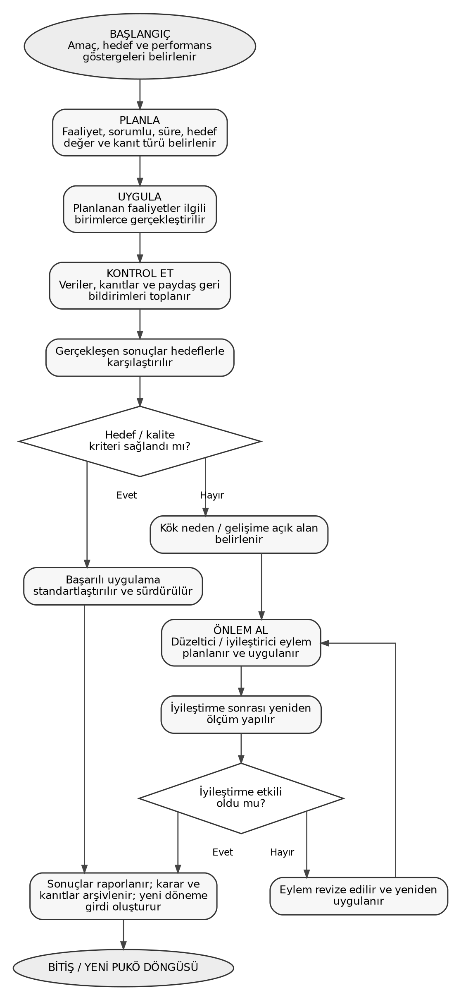 BAŞLANGIÇ
Amaç, hedef ve performans
göstergeleri belirlenir
PLANLA
Faaliyet, sorumlu, süre, hedef
değer ve kanıt türü belirlenir
UYGULA
Planlanan faaliyetler ilgili
birimlerce gerçekleştirilir
KONTROL ET
Veriler, kanıtlar ve paydaş geri
bildirimleri toplanır
Gerçekleşen sonuçlar hedeflerle
karşılaştırılır
Hedef / kalite
kriteri sağlandı mı?
Evet
Hayır
Kök neden / gelişime açık alan
belirlenir
Başarılı uygulama
standartlaştırılır ve sürdürülür
ÖNLEM AL
Düzeltici / iyileştirici eylem
planlanır ve uygulanır
İyileştirme sonrası yeniden
ölçüm yapılır
İyileştirme etkili
oldu mu?
Evet
Hayır
Sonuçlar raporlanır; karar ve
kanıtlar arşivlenir; yeni döneme
girdi oluşturur
Eylem revize edilir ve yeniden
uygulanır
BİTİŞ / YENİ PUKÖ DÖNGÜSÜ